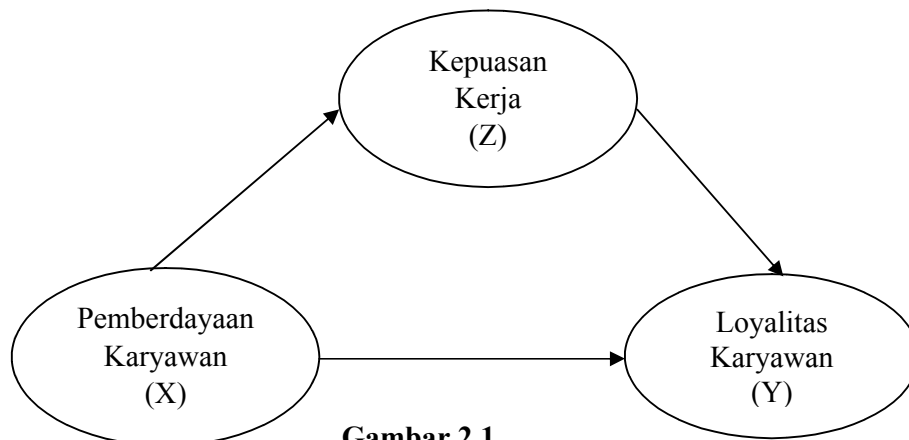 Kepuasan
Kerja
(Z)
Pemberdayaan
Karyawan
(X)
Loyalitas
Karyawan
(Y)
Gambar 2.1